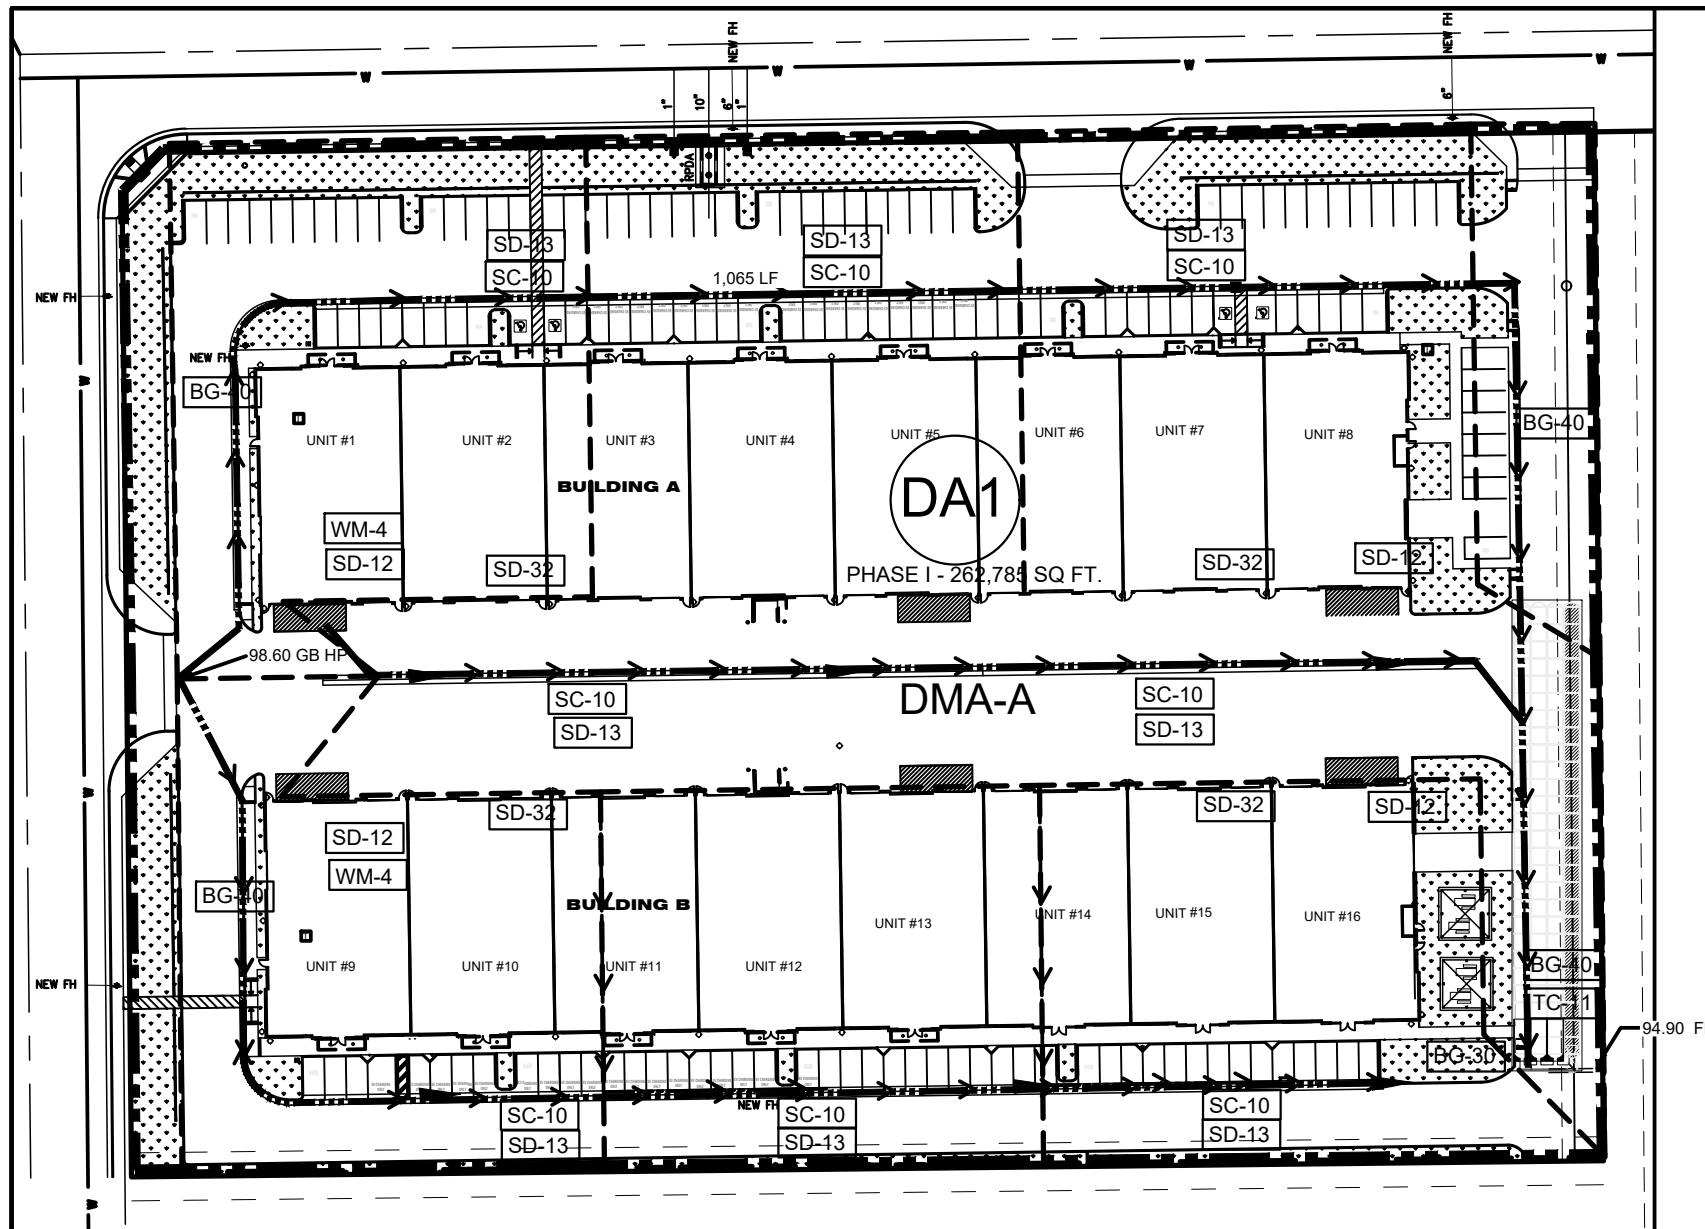 NEW FH
NEW FH
W
W
W
W
1"
10"
6"
1"
6"
RPDA
SD-13
SC-10
SD-13
SC-10
SD-13
SC-10
1,065 LF
NEW FH
NEW FH
BG-40
BG-40
W
UNIT #1
UNIT #2
UNIT #3
UNIT #4
UNIT #5
UNIT #6
UNIT #7
UNIT #8
BUILDING A
DA1
WM-4
SD-12
SD-32
SD-32
SD-12
PHASE I - 262,785 SQ FT.
98.60 GB HP
SC-10
SD-13
DMA-A
SC-10
SD-13
W
SD-32
SD-32
SD-12
SD-12
WM-4
BG-40
BUILDING B
UNIT #13
UNIT #14
UNIT #15
UNIT #16
UNIT #9
UNIT #10
UNIT #11
UNIT #12
NEW FH
BG-40
TC-11
94.90 F
BG-30
NEW FH
SC-10
SD-13
SC-10
SD-13
SC-10
SD-13
W